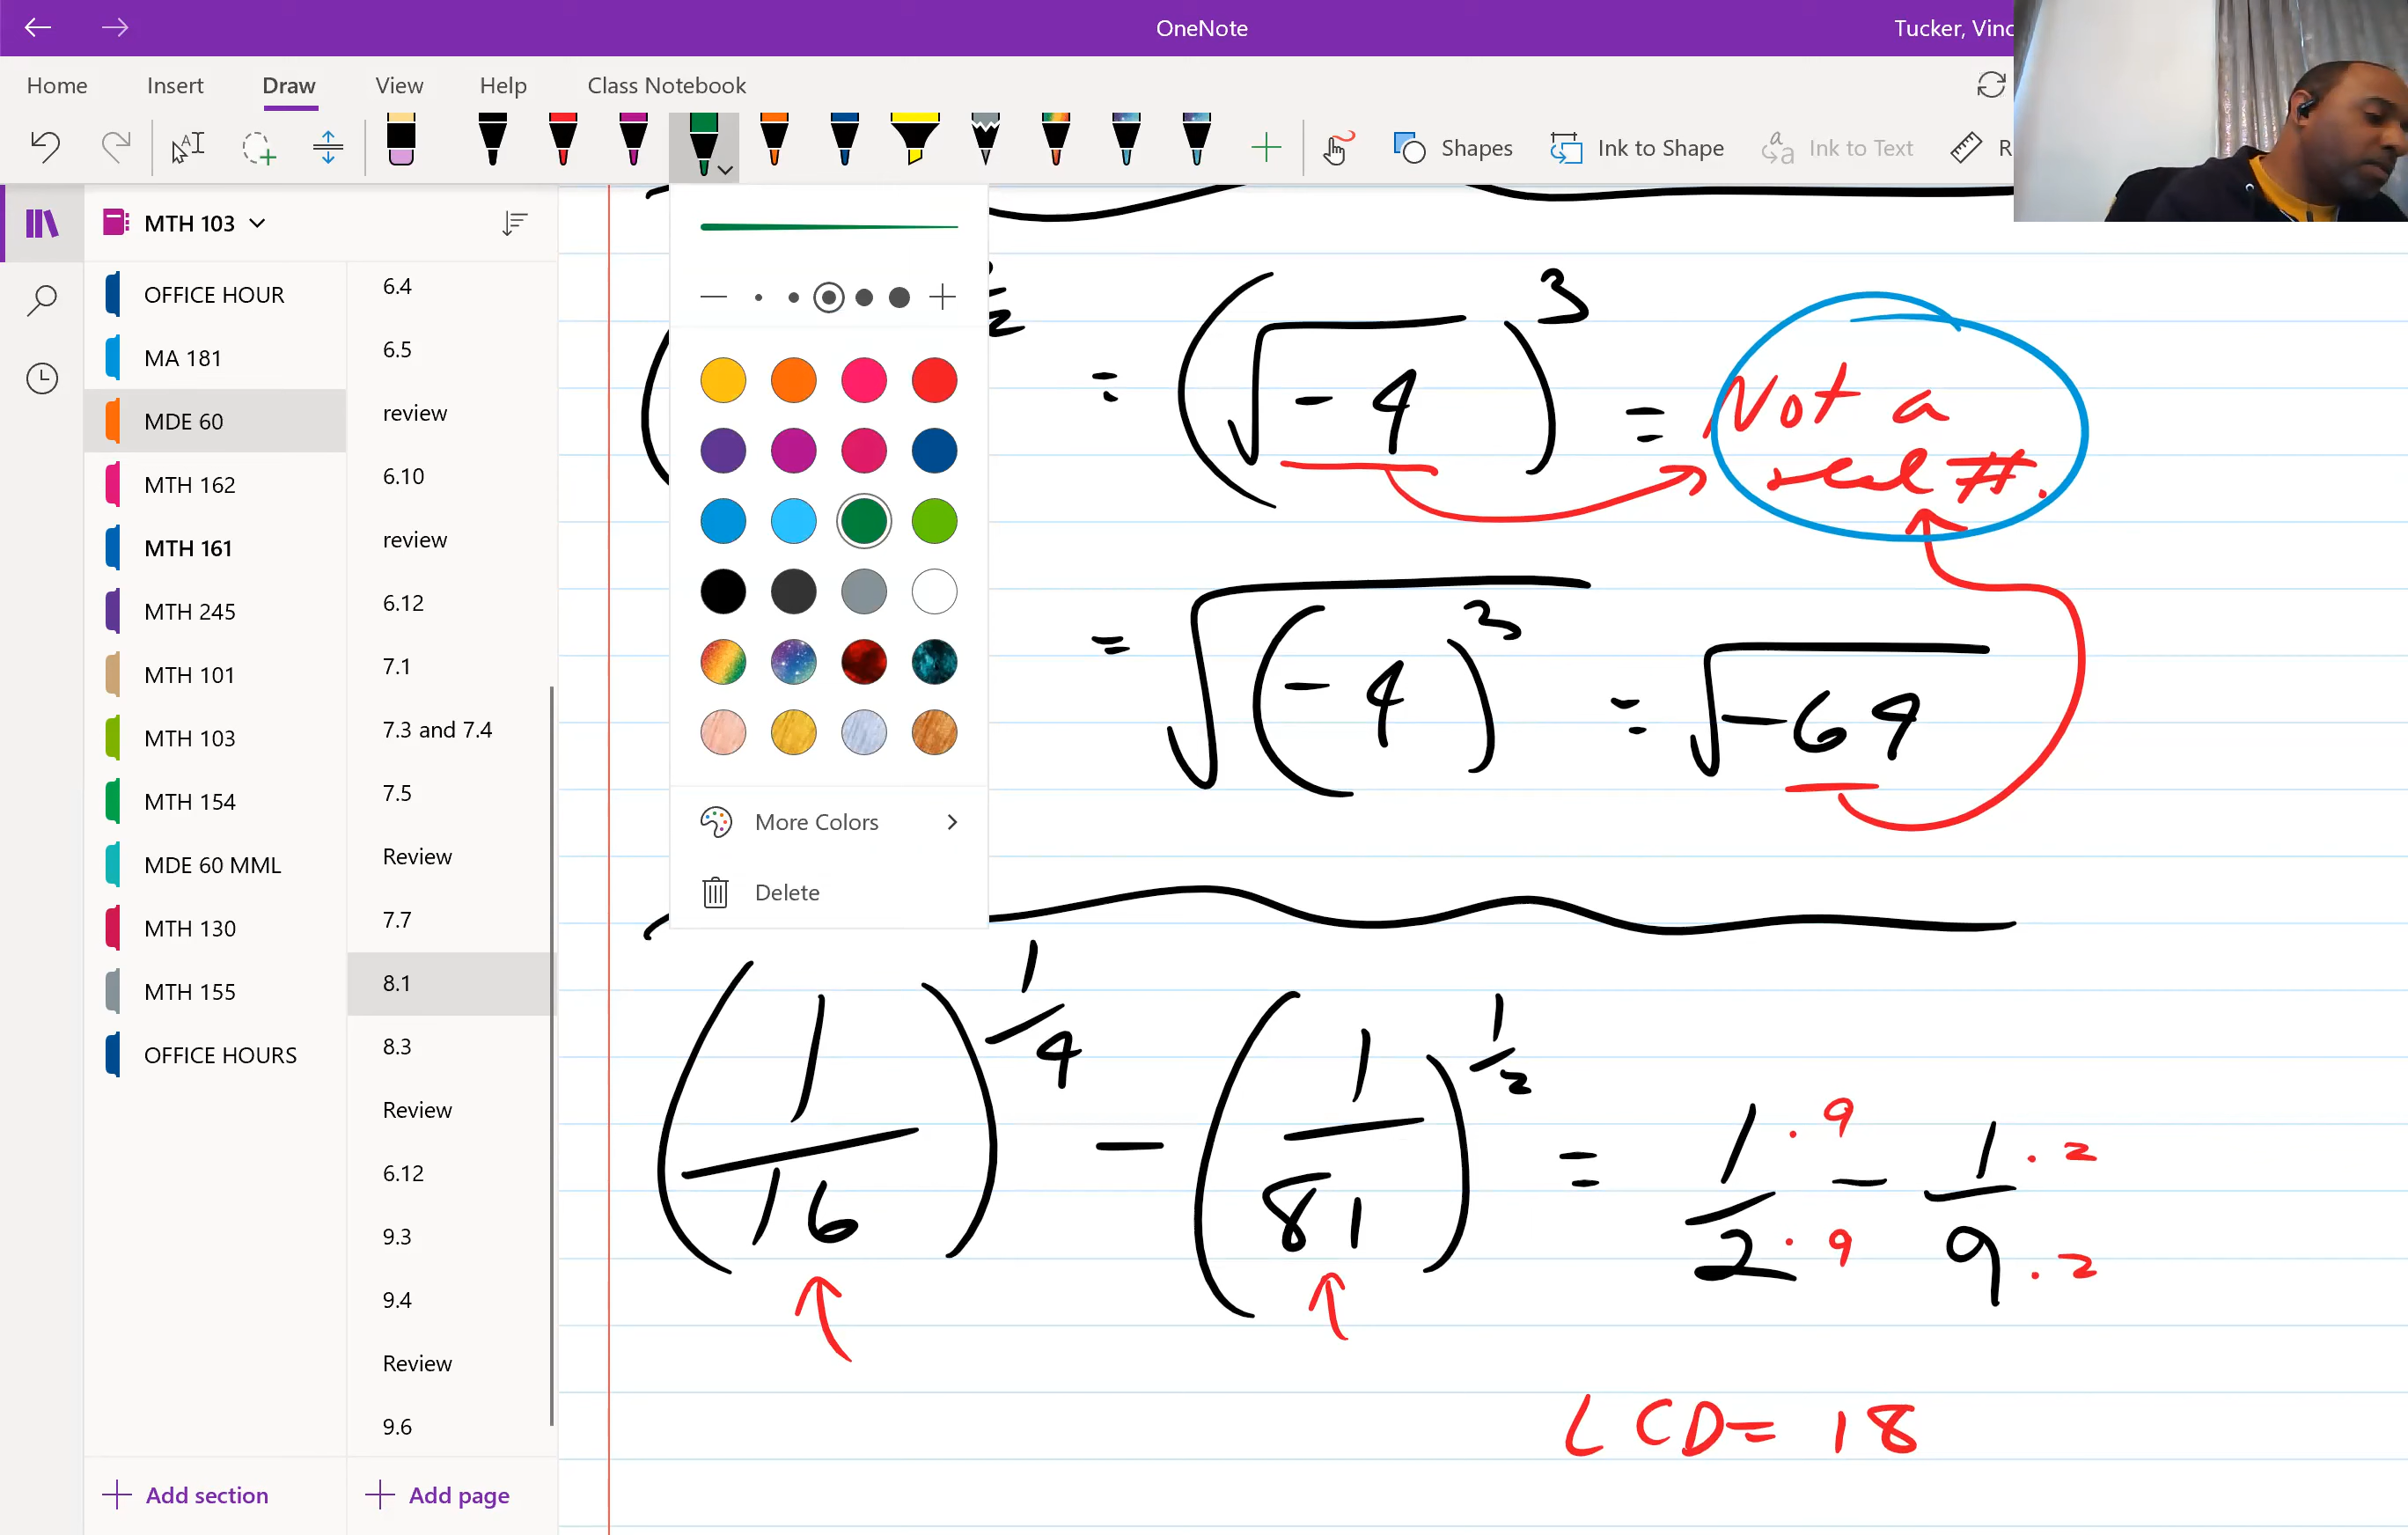 OneNote
Tucker, Vinc
Home Insert Draw View Help Class Notebook
Shapes Ink to Shape Ink to Text R
MTH 103
OFFICE HOUR
MA 181
MDE 60
MTH 162
MTH 161
MTH 245
MTH 101
MTH 103
MTH 154
MDE 60 MML
MTH 130
MTH 155
OFFICE HOURS
Add section
6.4
6.5
review
6.10
review
6.12
7.1
7.3 and 7.4
7.5
Review
7.7
8.1
8.3
Review
6.12
9.3
9.4
Review
9.6
Add page
More Colors
Delete
= (√-4)^3 = Not a
real #.
= √(-4)^3 = √-64
(1/16)^1/4 - (1/81)^1/2 = 1·9/2·9 - 1·2/9·2
LCD = 18